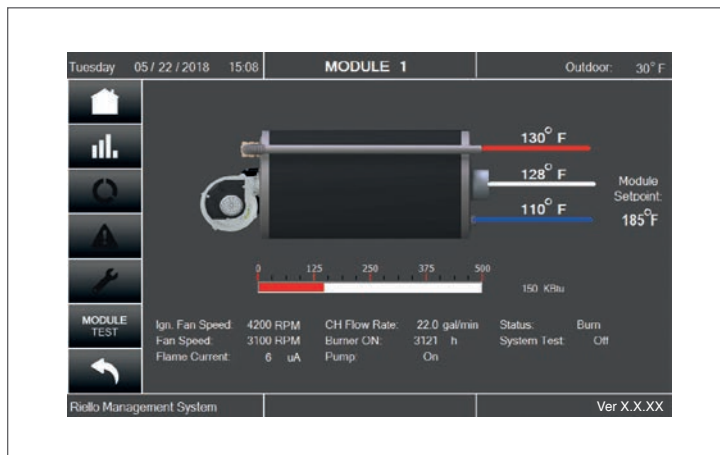 Tuesday 05 / 22 / 2018 15:08 MODULE 1 Outdoor: 30° F
130° F
128° F
Module
Setpoint:
110° F
185°F
0 125 250 375 500
150 KBtu
MODULE
TEST
Ign. Fan Speed: 4200 RPM CH Flow Rate: 22.0 gal/min Status: Burn
Fan Speed: 3100 RPM Burner ON: 3121 h System Test: Off
Flame Current: 6 uA Pump: On
Riello Management System Ver X.X.XX